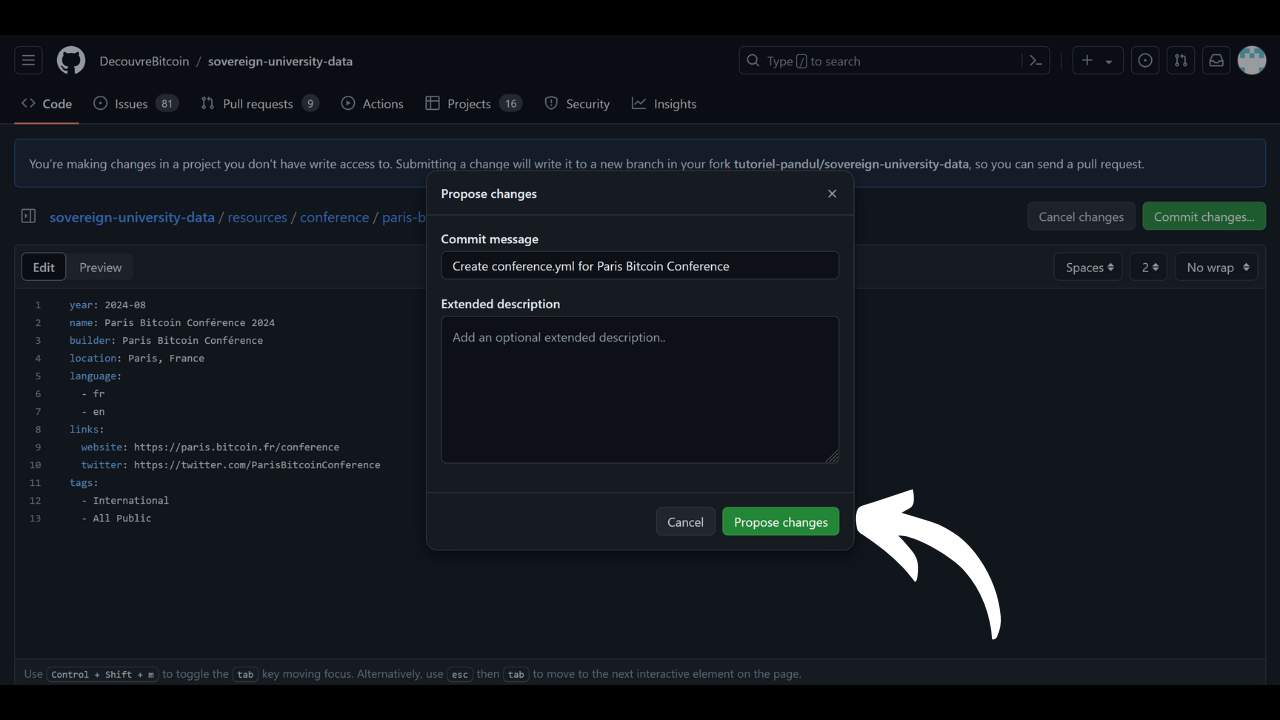 DecouvreBitcoin / sovereign-university-data
Type / to search
Code Issues 81 Pull requests 9 Actions Projects 16 Security Insights
You're making changes in a project you don't have write access to. Submitting a change will write it to a new branch in your fork tutoriel-pandul/sovereign-university-data, so you can send a pull request.
sovereign-university-data / resources / conference / paris-b
Cancel changes Commit changes...
Propose changes
Commit message
Create conference.yml for Paris Bitcoin Conference
Extended description
Add an optional extended description..
Cancel Propose changes
Edit Preview
Spaces 2 No wrap
1 year: 2024-08
2 name: Paris Bitcoin Conférence 2024
3 builder: Paris Bitcoin Conférence
4 location: Paris, France
5 language:
6 - fr
7 - en
8 links:
9 website: https://paris.bitcoin.fr/conference
10 twitter: https://twitter.com/ParisBitcoinConference
11 tags:
12 - International
13 - All Public
Use Control + Shift + m to toggle the tab key moving focus. Alternatively, use esc then tab to move to the next interactive element on the page.